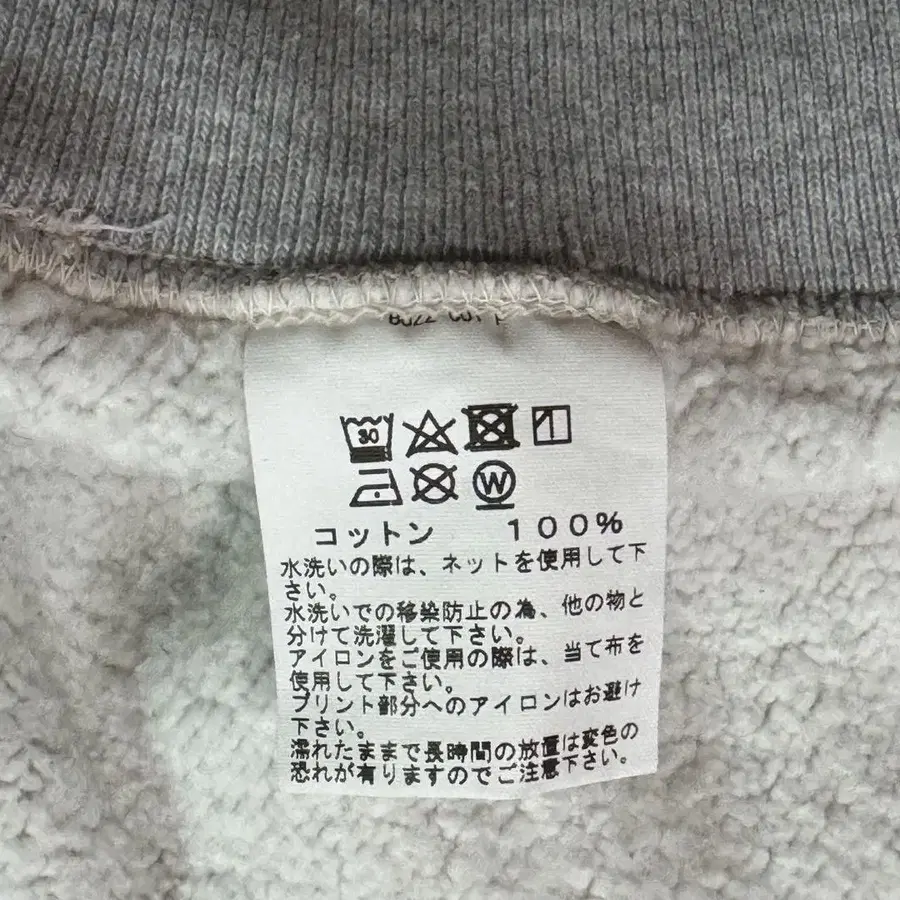 30
W
コットン 100%
水洗いの際は、ネットを使用して下
さい。
水洗いでの移染防止の為、他の物と
分けて洗濯して下さい。
アイロンをご使用の際は、当て布を
使用して下さい。
プリント部分へのアイロンはお避け
下さい。
濡れたままで長時間の放置は変色の
恐れが有りますのでご注意下さい。